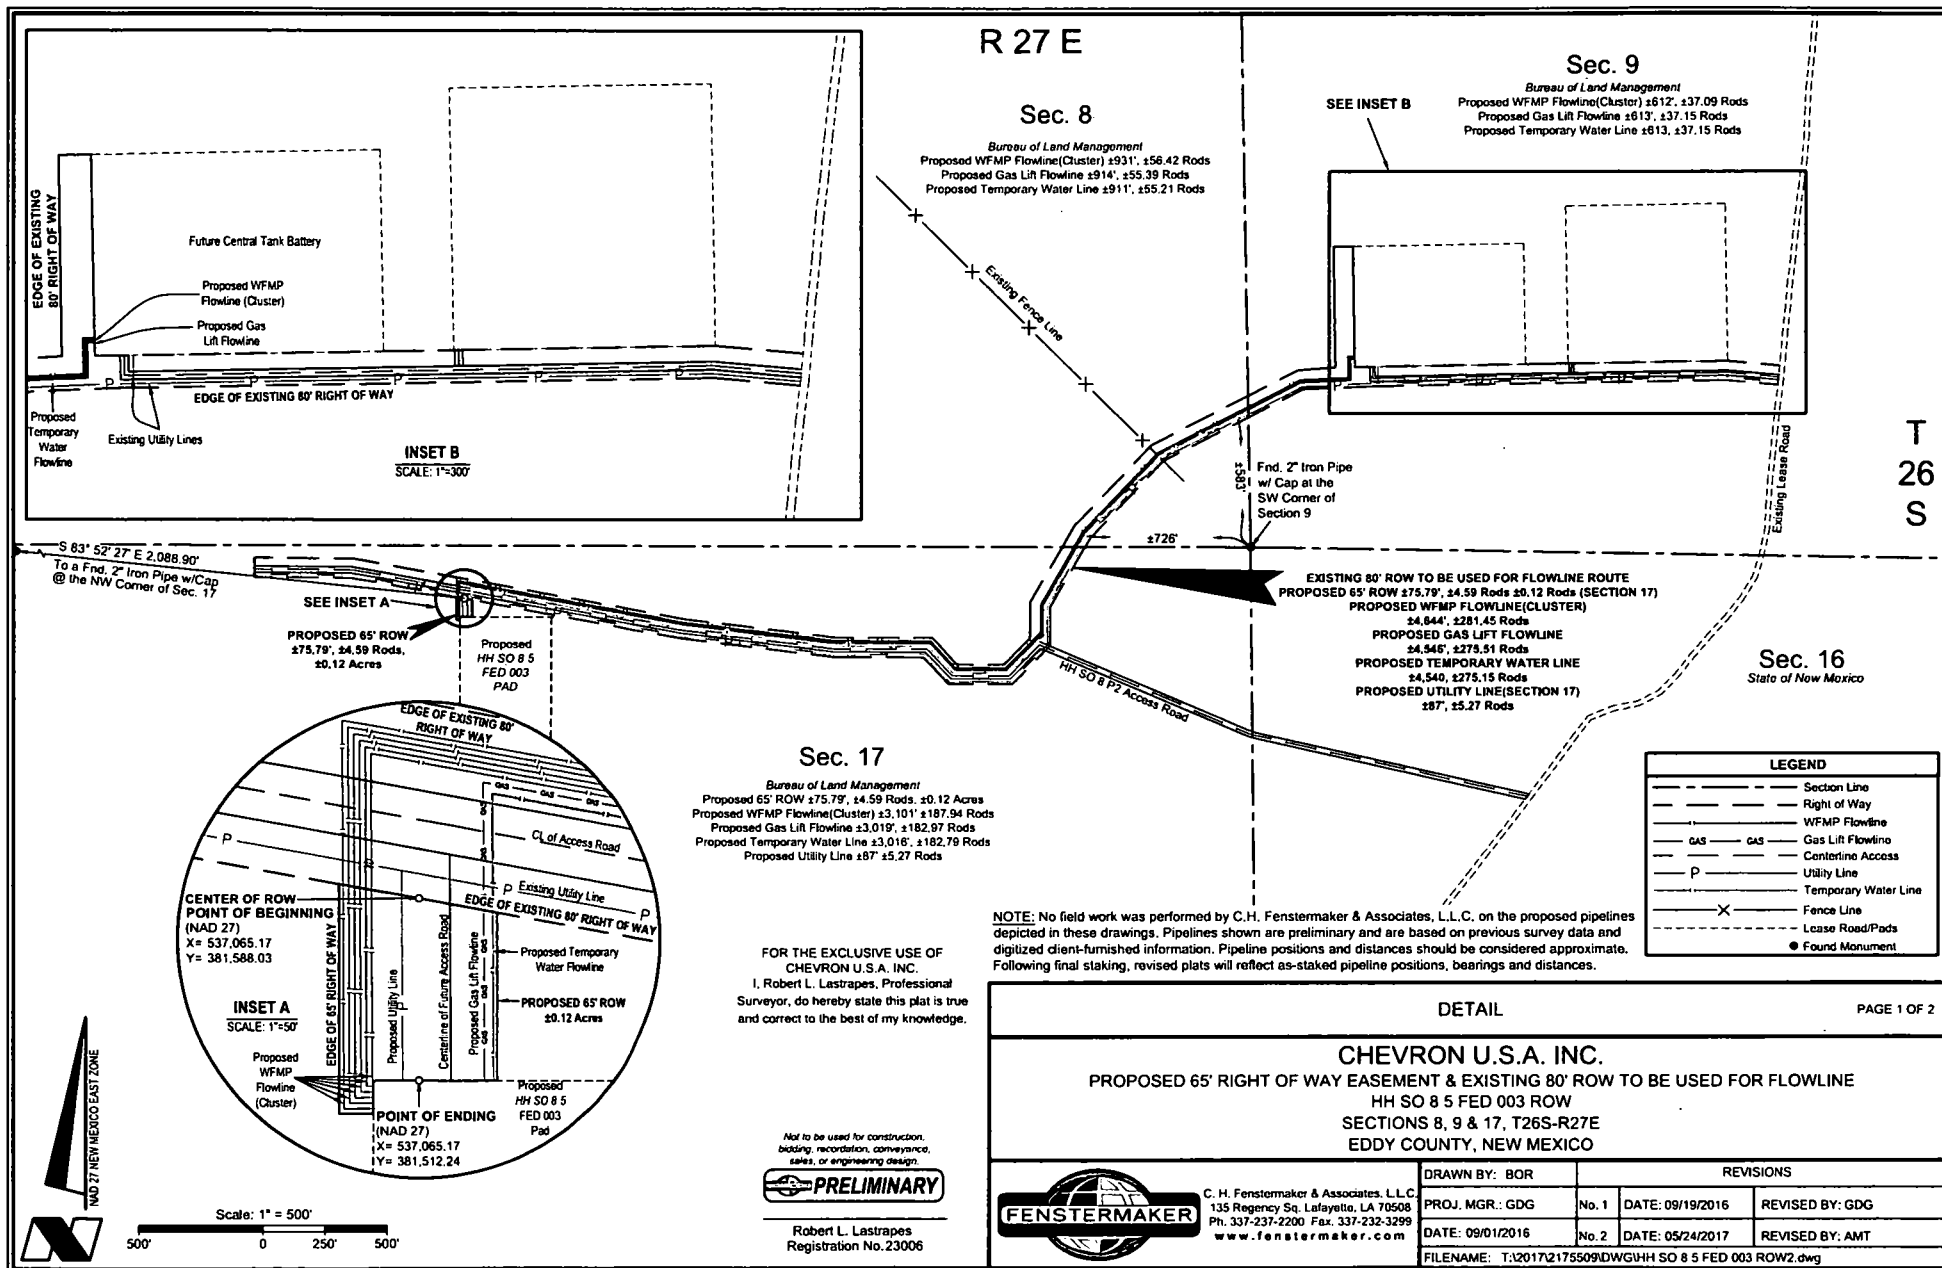 R 27 E
Sec. 8
Bureau of Land Management
Proposed WFMP Flowline(Cluster) ±931', ±56.42 Rods
Proposed Gas Lift Flowline ±914', ±55.39 Rods
Proposed Temporary Water Line ±911', ±55.21 Rods
Sec. 9
Bureau of Land Management
Proposed WFMP Flowline(Cluster) ±612', ±37.09 Rods
Proposed Gas Lift Flowline ±613', ±37.15 Rods
Proposed Temporary Water Line ±613, ±37.15 Rods
SEE INSET B
EDGE OF EXISTING
80' RIGHT OF WAY
Future Central Tank Battery
Proposed WFMP
Flowline (Cluster)
Proposed Gas
Lift Flowline
P P P P P
EDGE OF EXISTING 80' RIGHT OF WAY
Proposed
Temporary
Water
Flowline
Existing Utility Lines
INSET B
SCALE: 1"=300'
Existing Fence Line
T
26
S
Existing Lease Road
±583'
Fnd. 2" Iron Pipe
w/ Cap at the
SW Corner of
Section 9
±726'
S 83° 52' 27" E 2,088.90'
To a Fnd. 2" Iron Pipe w/Cap
@ the NW Corner of Sec. 17
SEE INSET A
PROPOSED 65' ROW
±75.79', ±4.59 Rods,
±0.12 Acres
Proposed
HH SO 8 5
FED 003
PAD
EXISTING 80' ROW TO BE USED FOR FLOWLINE ROUTE
PROPOSED 65' ROW ±75.79', ±4.59 Rods ±0.12 Rods (SECTION 17)
PROPOSED WFMP FLOWLINE(CLUSTER)
±4,644', ±281.45 Rods
PROPOSED GAS LIFT FLOWLINE
±4,546', ±275.51 Rods
PROPOSED TEMPORARY WATER LINE
±4,540, ±275.15 Rods
PROPOSED UTILITY LINE(SECTION 17)
±87', ±5.27 Rods
HH SO 8 P2 Access Road
Sec. 16
State of New Mexico
Sec. 17
Bureau of Land Management
Proposed 65' ROW ±75.79', ±4.59 Rods. ±0.12 Acres
Proposed WFMP Flowline(Cluster) ±3,101' ±187.94 Rods
Proposed Gas Lift Flowline ±3,019', ±182.97 Rods
Proposed Temporary Water Line ±3,016', ±182.79 Rods
Proposed Utility Line ±87' ±5.27 Rods
EDGE OF EXISTING 80'
RIGHT OF WAY
GAS GAS GAS
GAS
CL of Access Road
P
P Existing Utility Line P
EDGE OF EXISTING 80' RIGHT OF WAY
CENTER OF ROW
POINT OF BEGINNING
(NAD 27)
X= 537,065.17
Y= 381,588.03
EDGE OF 65' RIGHT OF WAY
Proposed Utility Line
P
Centerline of Future Access Road
Proposed Gas Lift Flowline
GAS GAS
Proposed Temporary
Water Flowline
PROPOSED 65' ROW
±0.12 Acres
INSET A
SCALE: 1"=50'
Proposed
WFMP
Flowline
(Cluster)
POINT OF ENDING
(NAD 27)
X= 537,065.17
Y= 381,512.24
Proposed
HH SO 8 5
FED 003
Pad
LEGEND
Section Line
Right of Way
WFMP Flowline
GAS GAS Gas Lift Flowline
Centerline Access
P Utility Line
Temporary Water Line
Fence Line
Lease Road/Pads
Found Monument
NOTE: No field work was performed by C.H. Fenstermaker & Associates, L.L.C. on the proposed pipelines
depicted in these drawings. Pipelines shown are preliminary and are based on previous survey data and
digitized client-furnished information. Pipeline positions and distances should be considered approximate.
Following final staking, revised plats will reflect as-staked pipeline positions, bearings and distances.
FOR THE EXCLUSIVE USE OF
CHEVRON U.S.A. INC.
I, Robert L. Lastrapes, Professional
Surveyor, do hereby state this plat is true
and correct to the best of my knowledge.
Not to be used for construction,
bidding, recordation, conveyance,
sales, or engineering design.
PRELIMINARY
Robert L. Lastrapes
Registration No.23006
NAD 27 NEW MEXICO EAST ZONE
Scale: 1" = 500'
500' 0 250' 500'
DETAIL
PAGE 1 OF 2
CHEVRON U.S.A. INC.
PROPOSED 65' RIGHT OF WAY EASEMENT & EXISTING 80' ROW TO BE USED FOR FLOWLINE
HH SO 8 5 FED 003 ROW
SECTIONS 8, 9 & 17, T26S-R27E
EDDY COUNTY, NEW MEXICO
FENSTERMAKER
C. H. Fenstermaker & Associates, L.L.C.
135 Regency Sq. Lafayette, LA 70508
Ph. 337-237-2200 Fax. 337-232-3299
www.fenstermaker.com
DRAWN BY: BOR
REVISIONS
PROJ. MGR.: GDG
No. 1 DATE: 09/19/2016 REVISED BY: GDG
DATE: 09/01/2016
No. 2 DATE: 05/24/2017 REVISED BY: AMT
FILENAME: T:\2017\2175509\DWG\HH SO 8 5 FED 003 ROW2.dwg